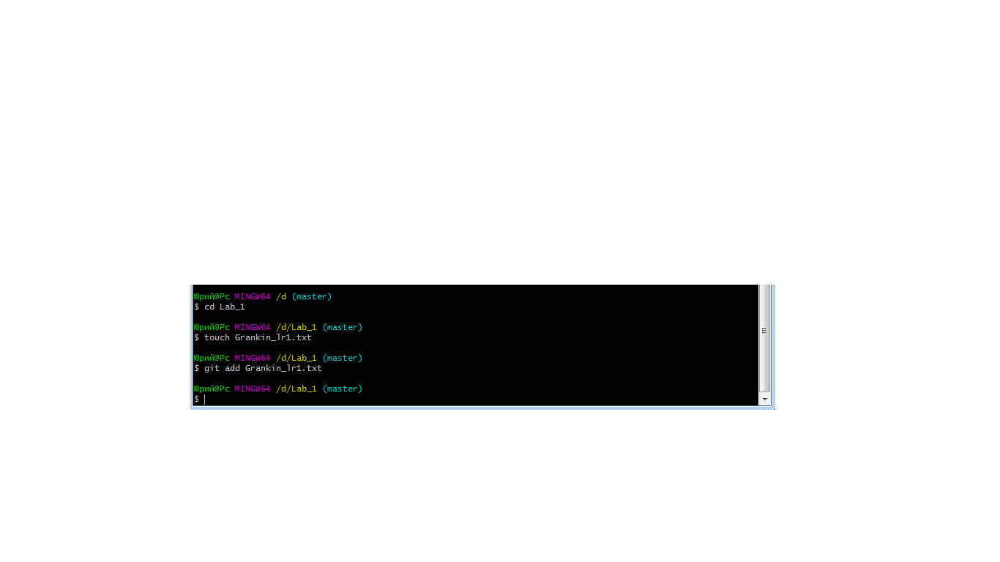 Юрий@Pc MINGW64 /d (master)
$ cd Lab_1
Юрий@Pc MINGW64 /d/Lab_1 (master)
$ touch Grankin_lr1.txt
Юрий@Pc MINGW64 /d/Lab_1 (master)
$ git add Grankin_lr1.txt
Юрий@Pc MINGW64 /d/Lab_1 (master)
$